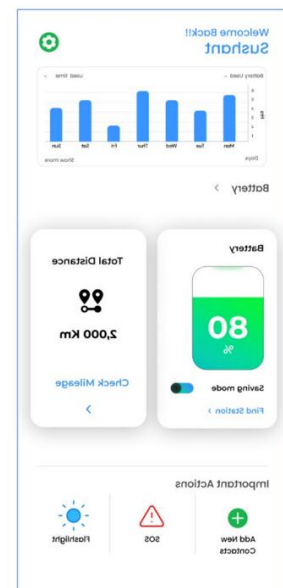 Welcome Back!!
Sushant
Battery Used
used time
Mon Tue Wed Thur Fri Sat Sun
Days
Show more
Battery >
Battery
80
%
Saving mode
Find Station >
Total Distance
2,000 Km
Check Mileage
>
Important Actions
Add New
Contacts
SOS
Flashlight